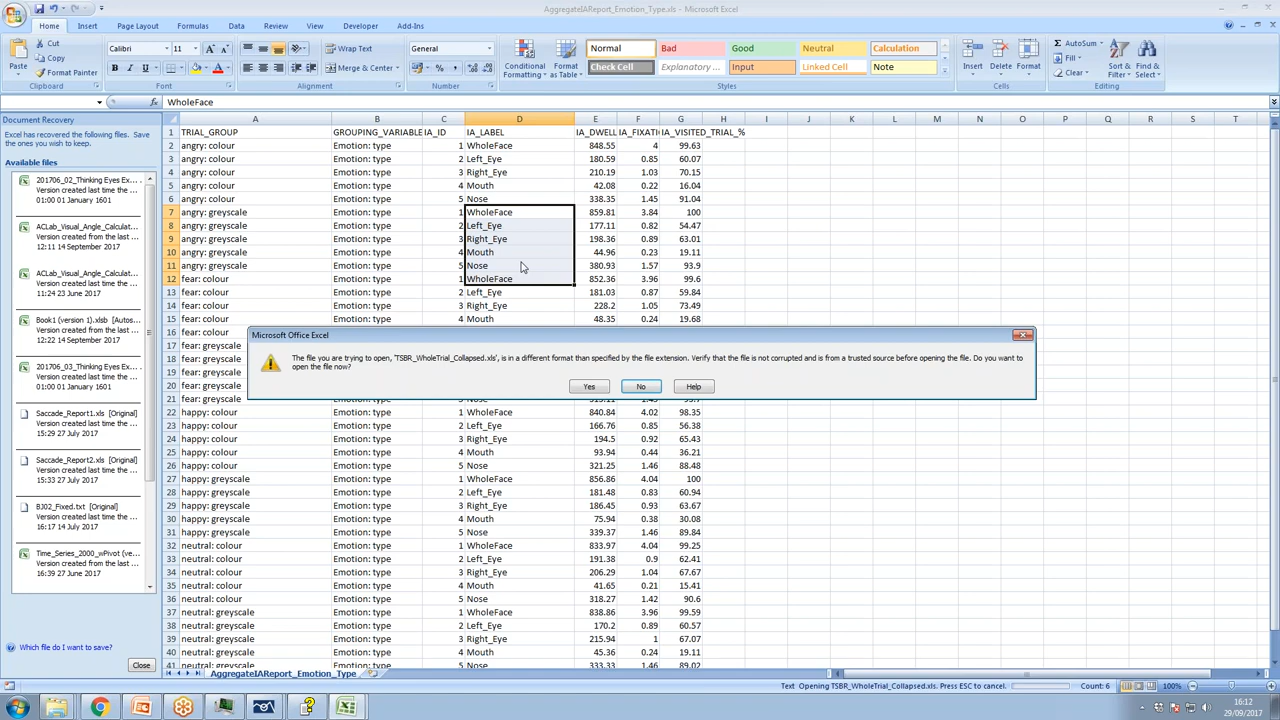 AggregateIAReport_Emotion_Type.xls - Microsoft Excel
Home Insert Page Layout Formulas Data Review View Developer Add-Ins
Cut
Copy
Format Painter
Paste
Clipboard
Calibri 11
Font
Wrap Text
Merge & Center
Alignment
General
Number
Conditional Formatting
Format as Table
Normal Bad Good Neutral Calculation
Check Cell Explanatory ... Input Linked Cell Note
Styles
Insert Delete Format
Cells
AutoSum
Fill
Clear
Sort & Filter
Find & Select
Editing
WholeFace
Document Recovery
Excel has recovered the following files. Save the ones you wish to keep.
Available files
201706_02_Thinking Eyes Ex...
Version created last time the ...
01:00 01 January 1601
ACLab_Visual_Angle_Calculat...
Version created from the last ...
12:11 14 September 2017
ACLab_Visual_Angle_Calculat...
Version created from the last ...
11:24 23 June 2017
Book1 (version 1).xlsb [Autos...
Version created from the last ...
12:22 14 September 2017
201706_03_Thinking Eyes Ex...
Version created last time the ...
01:00 01 January 1601
Saccade_Report1.xls [Original]
Version created last time the ...
15:29 27 July 2017
Saccade_Report2.xls [Original]
Version created last time the ...
15:33 27 July 2017
BJ02_Fixed.txt [Original]
Version created last time the ...
16:17 14 July 2017
Time_Series_2000_wPivot (ve...
Version created from the last ...
16:39 27 June 2017
Which file do I want to save?
Close
A B C D E F G H I J K L M N O P Q R S T
1 TRIAL_GROUP GROUPING_VARIABLE IA_ID IA_LABEL IA_DWELL IA_FIXATI IA_VISITED_TRIAL_%
2 angry: colour Emotion: type 1 WholeFace 848.55 4 99.63
3 angry: colour Emotion: type 2 Left_Eye 180.59 0.85 60.07
4 angry: colour Emotion: type 3 Right_Eye 210.19 1.03 70.15
5 angry: colour Emotion: type 4 Mouth 42.08 0.22 16.04
6 angry: colour Emotion: type 5 Nose 338.35 1.45 91.04
7 angry: greyscale Emotion: type 1 WholeFace 859.81 3.84 100
8 angry: greyscale Emotion: type 2 Left_Eye 177.11 0.82 54.47
9 angry: greyscale Emotion: type 3 Right_Eye 198.36 0.89 63.01
10 angry: greyscale Emotion: type 4 Mouth 44.96 0.23 19.11
11 angry: greyscale Emotion: type 5 Nose 380.93 1.57 93.9
12 fear: colour Emotion: type 1 WholeFace 852.36 3.96 99.6
13 fear: colour Emotion: type 2 Left_Eye 181.03 0.87 59.84
14 fear: colour Emotion: type 3 Right_Eye 228.2 1.05 73.49
15 fear: colour Emotion: type 4 Mouth 48.35 0.24 19.68
16 fear: colour
17 fear: greyscale
18 fear: greyscale
19 fear: greyscale
20 fear: greyscale
21 fear: greyscale
Microsoft Office Excel
The file you are trying to open, 'TSBR_WholeTrial_Collapsed.xls', is in a different format than specified by the file extension. Verify that the file is not corrupted and is from a trusted source before opening the file. Do you want to
open the file now?
Yes No Help
22 happy: colour Emotion: type 1 WholeFace 840.84 4.02 98.35
23 happy: colour Emotion: type 2 Left_Eye 166.76 0.85 56.38
24 happy: colour Emotion: type 3 Right_Eye 194.5 0.92 65.43
25 happy: colour Emotion: type 4 Mouth 93.94 0.44 36.21
26 happy: colour Emotion: type 5 Nose 321.25 1.46 88.48
27 happy: greyscale Emotion: type 1 WholeFace 856.86 4.04 100
28 happy: greyscale Emotion: type 2 Left_Eye 181.48 0.83 60.94
29 happy: greyscale Emotion: type 3 Right_Eye 186.45 0.93 63.67
30 happy: greyscale Emotion: type 4 Mouth 75.94 0.38 30.08
31 happy: greyscale Emotion: type 5 Nose 339.37 1.46 89.84
32 neutral: colour Emotion: type 1 WholeFace 833.97 4.04 99.25
33 neutral: colour Emotion: type 2 Left_Eye 191.38 0.9 62.41
34 neutral: colour Emotion: type 3 Right_Eye 206.29 1.04 67.67
35 neutral: colour Emotion: type 4 Mouth 41.65 0.21 15.41
36 neutral: colour Emotion: type 5 Nose 318.27 1.42 90.6
37 neutral: greyscale Emotion: type 1 WholeFace 838.86 3.96 99.59
38 neutral: greyscale Emotion: type 2 Left_Eye 170.2 0.89 60.57
39 neutral: greyscale Emotion: type 3 Right_Eye 215.94 1 67.07
40 neutral: greyscale Emotion: type 4 Mouth 45.36 0.24 19.11
41 neutral: greyscale Emotion: type 5 Nose 333.33 1.46 89.02
AggregateIAReport_Emotion_Type
Text Opening TSBR_WholeTrial_Collapsed.xls. Press ESC to cancel. Count: 6 100%
16:12
29/09/2017